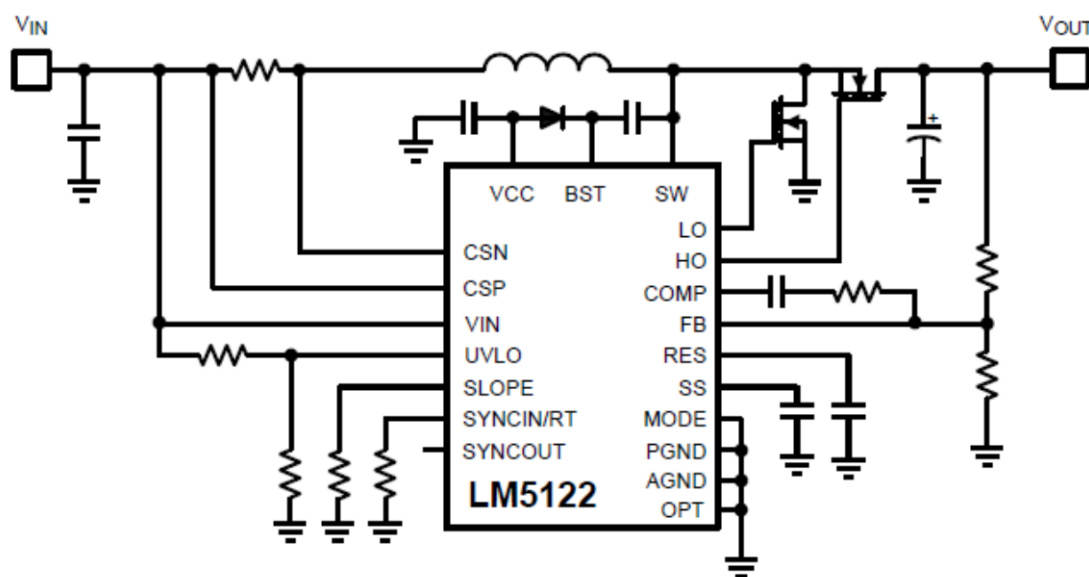 VIN
VOUT
VCC BST SW
LO
HO
CSN
COMP
CSP
FB
VIN
RES
UVLO
SS
SLOPE
MODE
SYNCIN/RT
PGND
SYNCOUT
AGND
LM5122
OPT
+